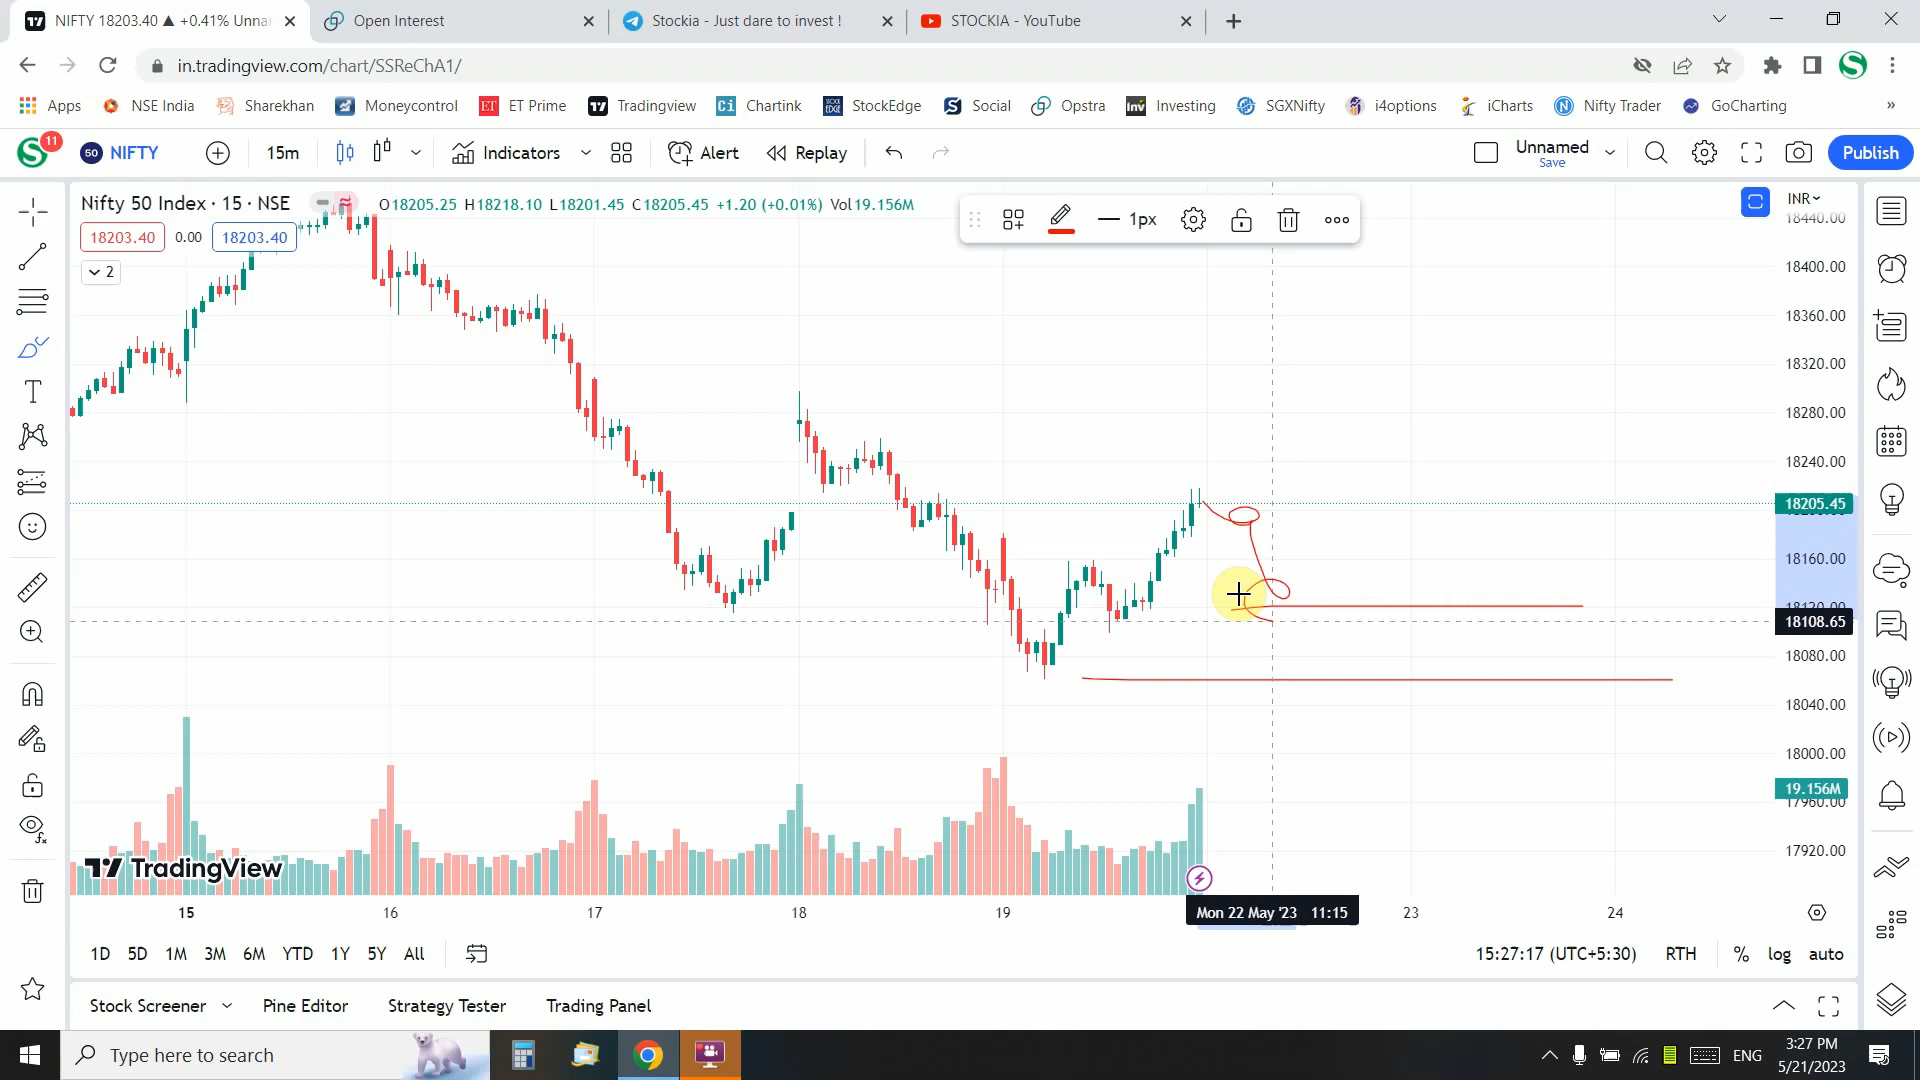 NIFTY 18203.40 ▲ +0.41% Unna
Open Interest
Stockia - Just dare to invest !
STOCKIA - YouTube
in.tradingview.com/chart/SSReChA1/
Apps
NSE India
Sharekhan
Moneycontrol
ET Prime
Tradingview
Chartink
StockEdge
Social
Opstra
Investing
SGXNifty
i4options
iCharts
Nifty Trader
GoCharting
»
11
50 NIFTY
15m
Indicators
Alert
Replay
Unnamed
Save
Publish
Nifty 50 Index · 15 · NSE
O18205.25 H18218.10 L18201.45 C18205.45 +1.20 (+0.01%) Vol19.156M
1px
INR
18203.40
0.00
18203.40
2
18440.00
18400.00
18360.00
18320.00
18280.00
18240.00
18205.45
18160.00
18120.00
18108.65
18080.00
18040.00
18000.00
19.156M
17960.00
17920.00
TradingView
15
16
17
18
19
Mon 22 May '23 11:15
23
24
1D
5D
1M
3M
6M
YTD
1Y
5Y
All
15:27:17 (UTC+5:30)
RTH
%
log
auto
Stock Screener
Pine Editor
Strategy Tester
Trading Panel
Type here to search
ENG
3:27 PM
5/21/2023